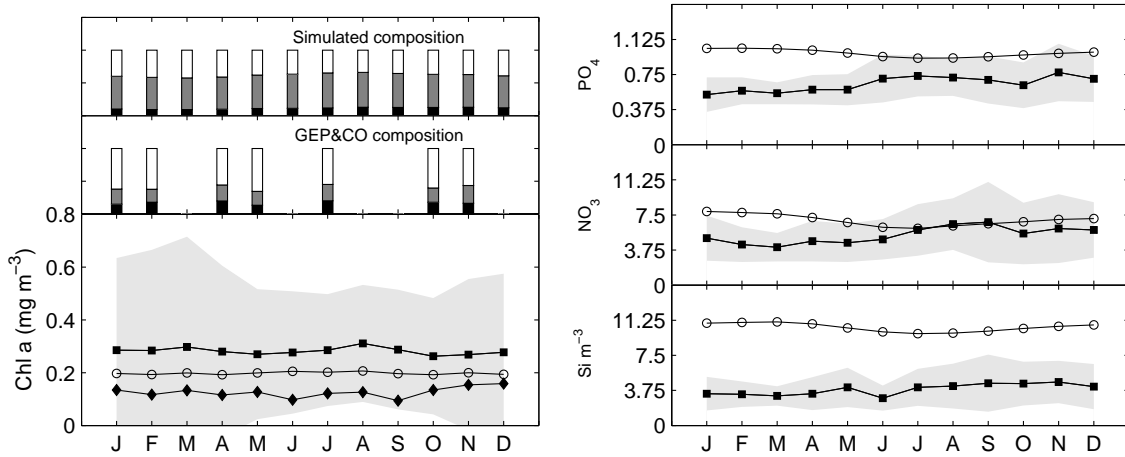 Simulated composition
GEP&CO composition
0.8
0.6
0.4
0.2
0
Chl a (mg m⁻³)
J F M A M J J A S O N D
1.125
0.75
0.375
0
PO₄
11.25
7.5
3.75
0
NO₃
11.25
7.5
3.75
0
Si m⁻³
J F M A M J J A S O N D